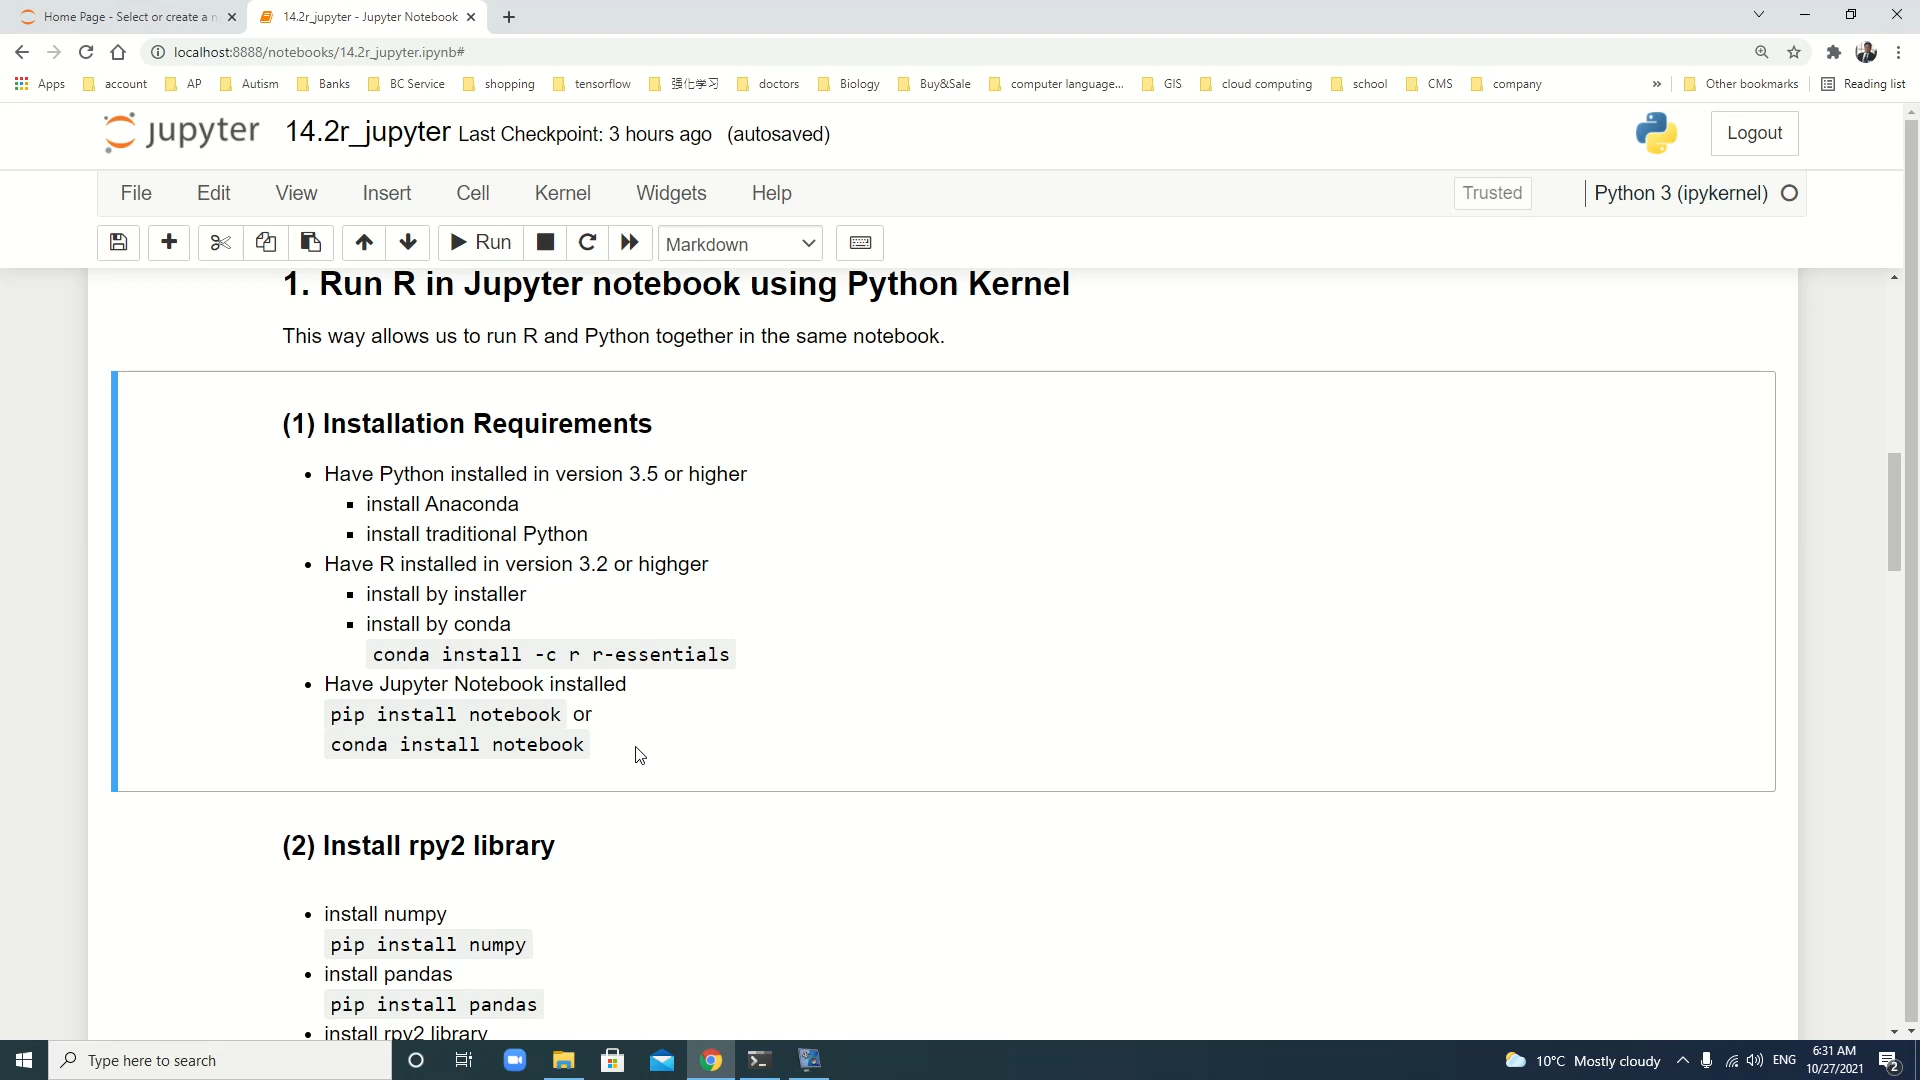 Home Page - Select or create a n
14.2r_jupyter - Jupyter Notebook
localhost:8888/notebooks/14.2r_jupyter.ipynb#
Apps account AP Autism Banks BC Service shopping tensorflow 强化学习 doctors Biology Buy&Sale computer language... GIS cloud computing school CMS company » Other bookmarks Reading list
jupyter 14.2r_jupyter Last Checkpoint: 3 hours ago (autosaved) Logout
File Edit View Insert Cell Kernel Widgets Help Trusted Python 3 (ipykernel)
Run Markdown
1. Run R in Jupyter notebook using Python Kernel
This way allows us to run R and Python together in the same notebook.
(1) Installation Requirements
• Have Python installed in version 3.5 or higher
▪ install Anaconda
▪ install traditional Python
• Have R installed in version 3.2 or highger
▪ install by installer
▪ install by conda
conda install -c r r-essentials
• Have Jupyter Notebook installed
pip install notebook or
conda install notebook
(2) Install rpy2 library
• install numpy
pip install numpy
• install pandas
pip install pandas
• install rpy2 library
Type here to search
10°C Mostly cloudy ENG 6:31 AM
10/27/2021
2